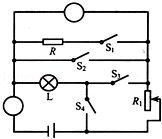 R S₁
S₂
L S₃
S₄ R₁